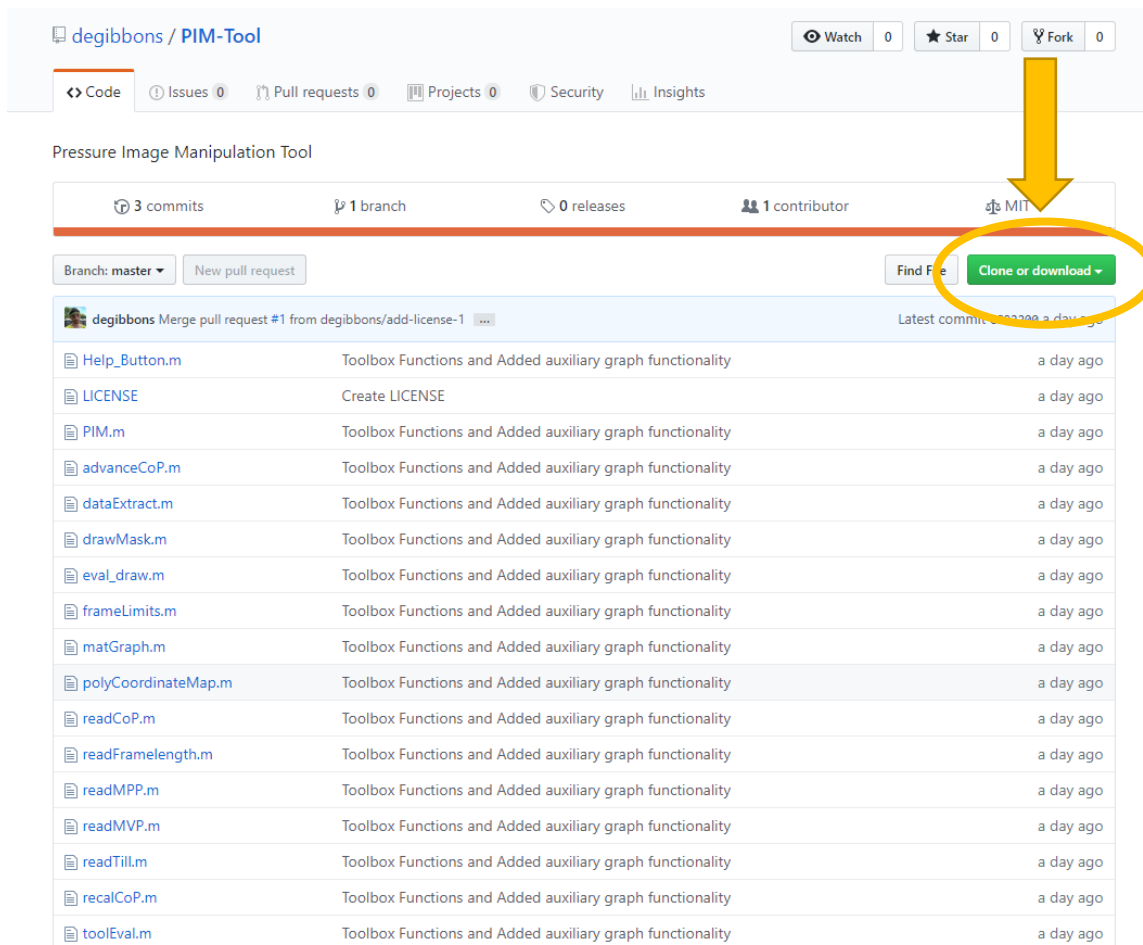 degibbons / PIM-Tool Watch 0 Star 0 Fork 0
Code Issues 0 Pull requests 0 Projects 0 Security Insights
Pressure Image Manipulation Tool
3 commits 1 branch 0 releases 1 contributor MIT
Branch: master New pull request Find Clone or download
degibbons Merge pull request #1 from degibbons/add-license-1 ... Latest commit a day ago
Help_Button.m Toolbox Functions and Added auxiliary graph functionality a day ago
LICENSE Create LICENSE a day ago
PIM.m Toolbox Functions and Added auxiliary graph functionality a day ago
advanceCoP.m Toolbox Functions and Added auxiliary graph functionality a day ago
dataExtract.m Toolbox Functions and Added auxiliary graph functionality a day ago
drawMask.m Toolbox Functions and Added auxiliary graph functionality a day ago
eval_draw.m Toolbox Functions and Added auxiliary graph functionality a day ago
frameLimits.m Toolbox Functions and Added auxiliary graph functionality a day ago
matGraph.m Toolbox Functions and Added auxiliary graph functionality a day ago
polyCoordinateMap.m Toolbox Functions and Added auxiliary graph functionality a day ago
readCoP.m Toolbox Functions and Added auxiliary graph functionality a day ago
readFramelength.m Toolbox Functions and Added auxiliary graph functionality a day ago
readMPP.m Toolbox Functions and Added auxiliary graph functionality a day ago
readMVP.m Toolbox Functions and Added auxiliary graph functionality a day ago
readTill.m Toolbox Functions and Added auxiliary graph functionality a day ago
recalCoP.m Toolbox Functions and Added auxiliary graph functionality a day ago
toolEval.m Toolbox Functions and Added auxiliary graph functionality a day ago